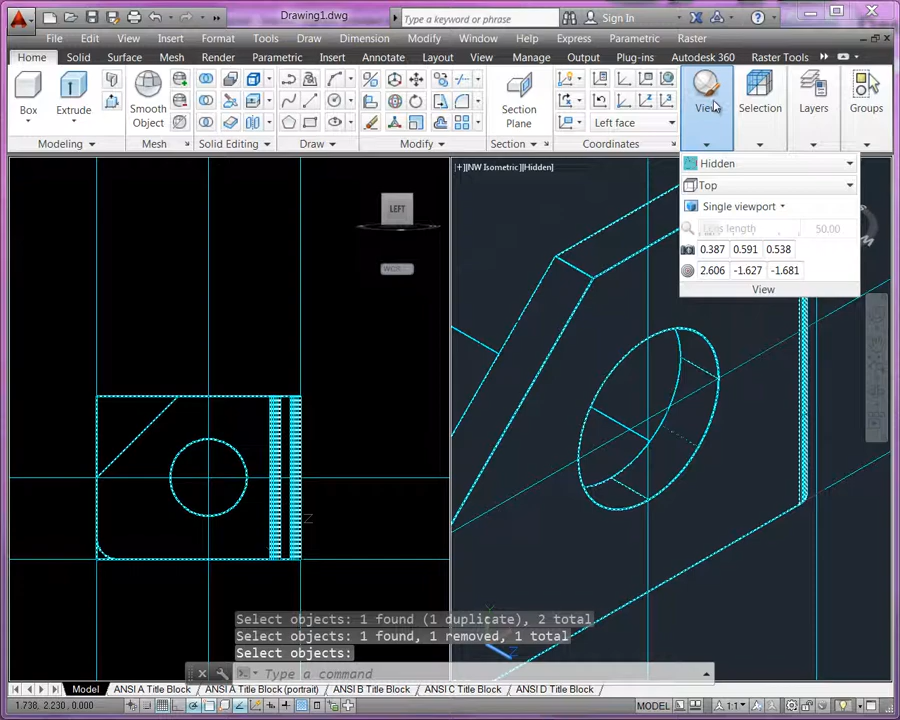 Drawing1.dwg
Type a keyword or phrase
Sign In
Edit View Insert Format Tools Draw Dimension Modify Window Help Express Parametric Raster
Home Solid Surface Mesh Render Parametric Insert Annotate Layout View Manage Output Plug-ins Autodesk 360 Raster Tools
Box
Extrude
Smooth Object
Section Plane
Left face
View
Selection
Layers
Groups
Modeling
Mesh
Solid Editing
Draw
Modify
Section
Coordinates
Hidden
Top
Single viewport
Lens length 50.00
0.387 0.591 0.538
2.606 -1.627 -1.681
View
[+][NW Isometric][Hidden]
LEFT
Z
Select objects: 1 found (1 duplicate), 2 total
Select objects: 1 found, 1 removed, 1 total
Select objects:
Type a command
Y
Z
Model
ANSI A Title Block
ANSI A Title Block (portrait)
ANSI B Title Block
ANSI C Title Block
ANSI D Title Block
1.738, 2.230, 0.000
MODEL
1:1